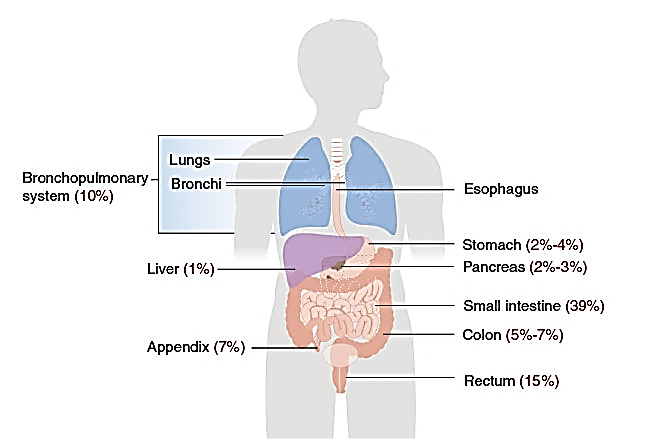 Lungs
Bronchi
Bronchopulmonary
system (10%)
Esophagus
Stomach (2%-4%)
Pancreas (2%-3%)
Liver (1%)
Small intestine (39%)
Colon (5%-7%)
Appendix (7%)
Rectum (15%)